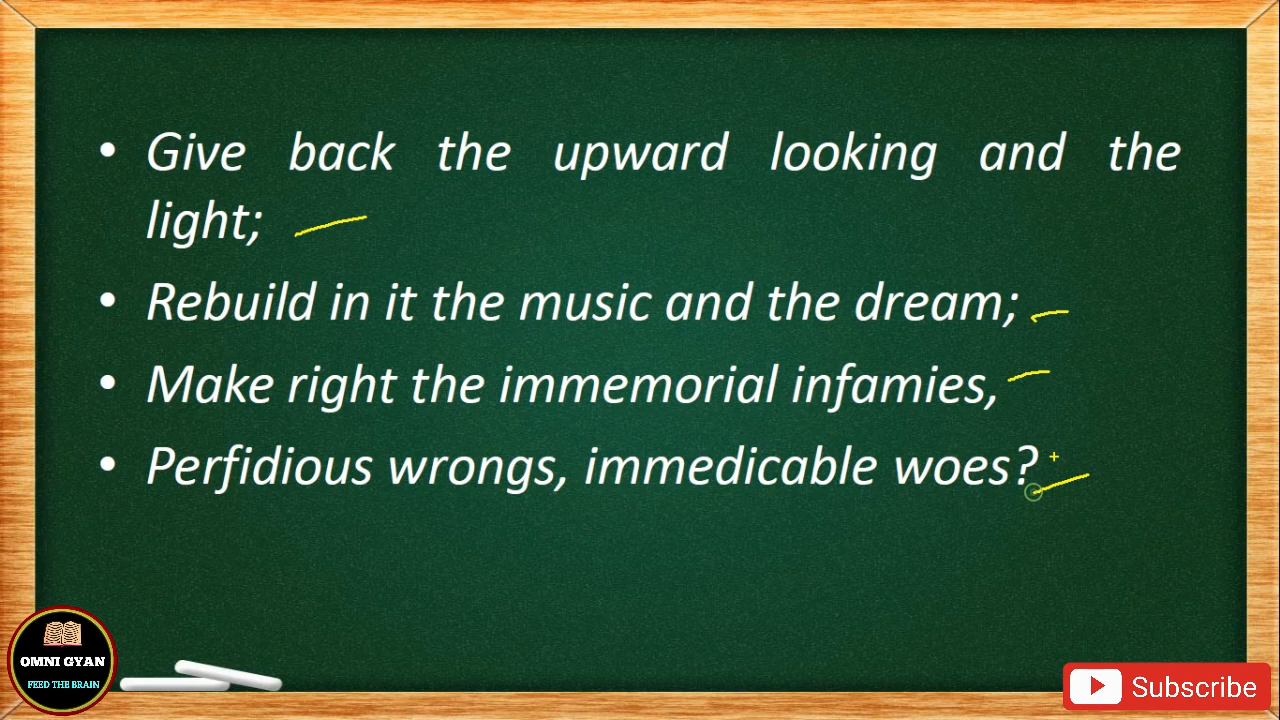 • Give back the upward looking and the
light;
• Rebuild in it the music and the dream;
• Make right the immemorial infamies,
• Perfidious wrongs, immedicable woes?
OMNI GYAN
FEED THE BRAIN
Subscribe